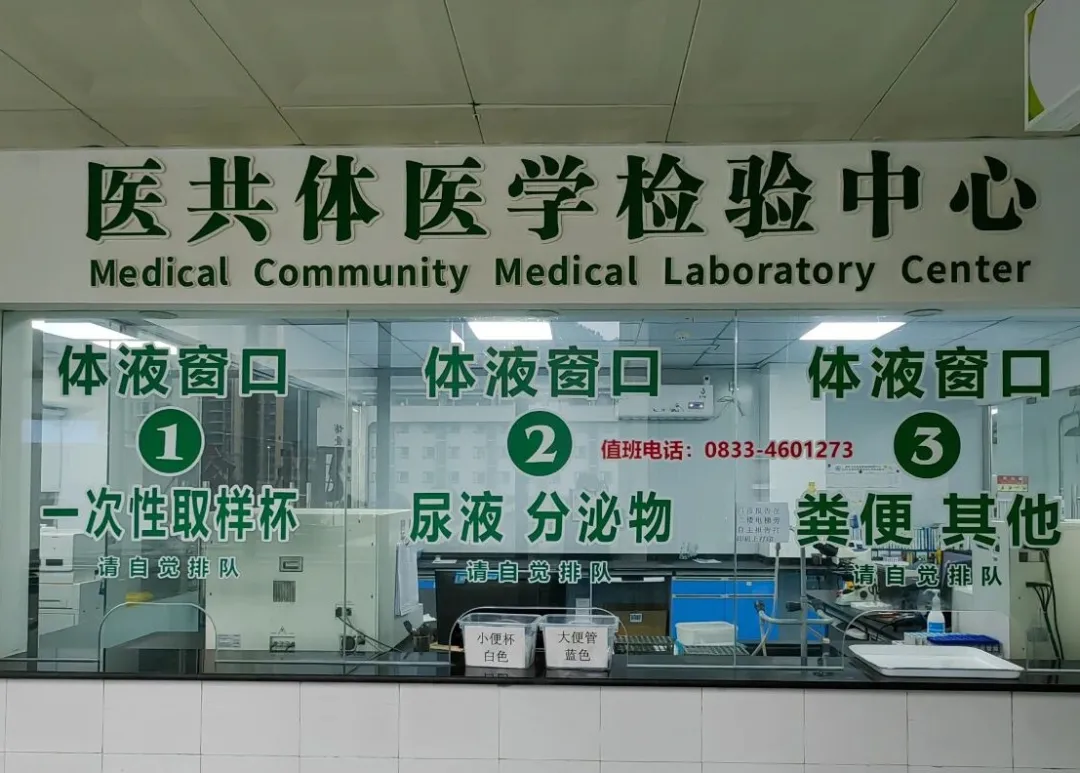 医共体医学检验中心
Medical Community Medical Laboratory Center
体液窗口
1
一次性取样杯
请自觉排队
体液窗口
2
尿液 分泌物
请自觉排队
值班电话：0833-4601273
体液窗口
3
粪便 其他
请自觉排队
小便杯
白色
大便管
蓝色